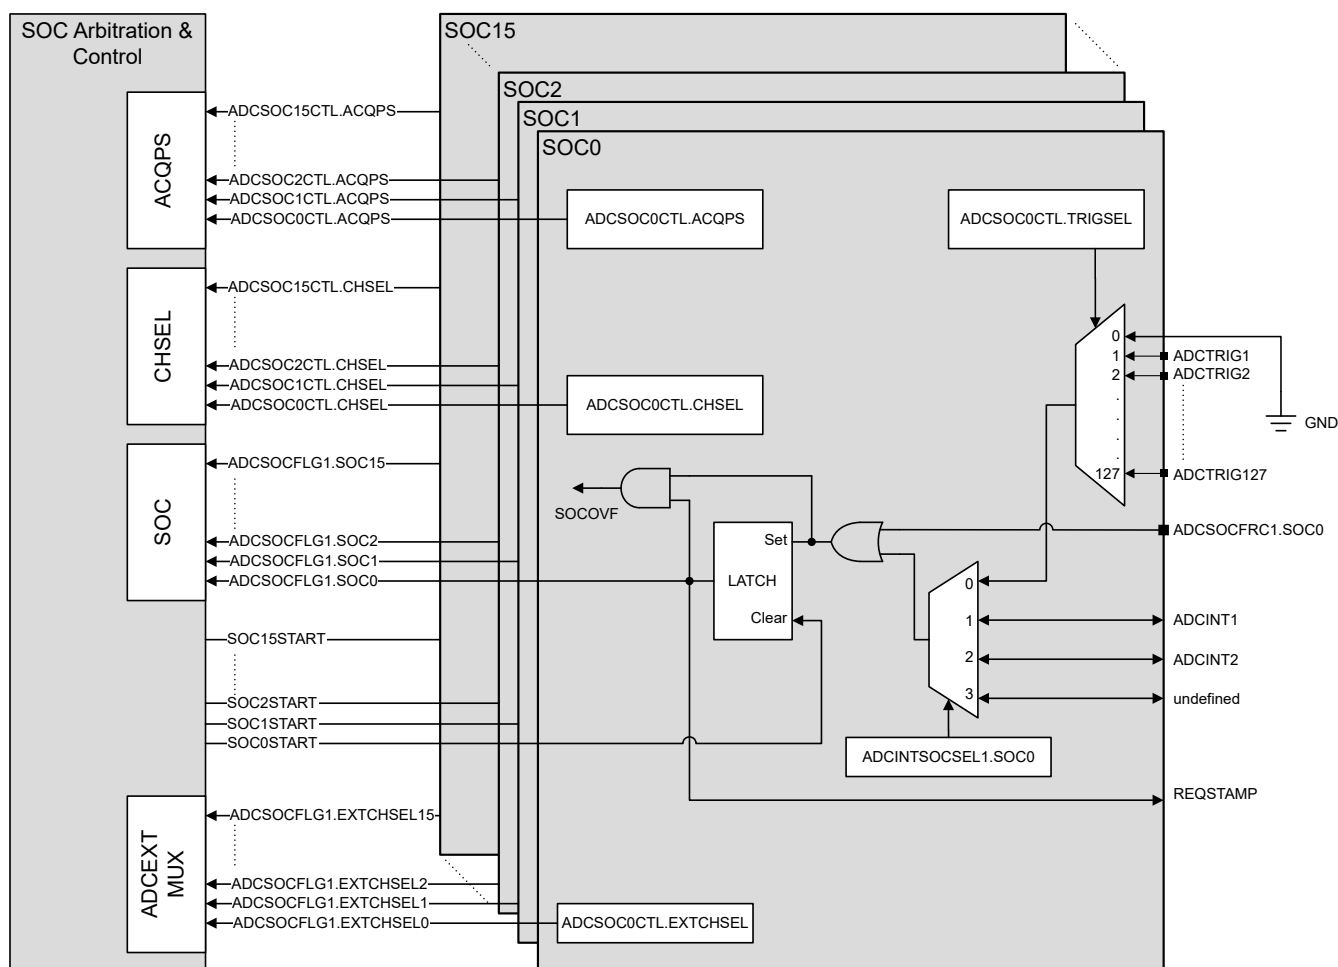 SOC Arbitration &
Control
SOC15
SOC2
SOC1
SOC0
ACQPS
ADCSOC15CTL.ACQPS
ADCSOC2CTL.ACQPS
ADCSOC1CTL.ACQPS
ADCSOC0CTL.ACQPS
ADCSOC0CTL.ACQPS
ADCSOC0CTL.TRIGSEL
CHSEL
ADCSOC15CTL.CHSEL
ADCSOC2CTL.CHSEL
ADCSOC1CTL.CHSEL
ADCSOC0CTL.CHSEL
ADCSOC0CTL.CHSEL
0
1
2
.
.
.
.
127
ADCTRIG1
ADCTRIG2
GND
ADCTRIG127
SOC
ADCSOCFLG1.SOC15
ADCSOCFLG1.SOC2
ADCSOCFLG1.SOC1
ADCSOCFLG1.SOC0
SOCOVF
Set
LATCH
Clear
ADCSOCFRC1.SOC0
0
1
2
3
ADCINT1
ADCINT2
undefined
ADCINTSOCSEL1.SOC0
REQSTAMP
SOC15START
SOC2START
SOC1START
SOC0START
ADCEXT
MUX
ADCSOCFLG1.EXTCHSEL15
ADCSOCFLG1.EXTCHSEL2
ADCSOCFLG1.EXTCHSEL1
ADCSOCFLG1.EXTCHSEL0
ADCSOC0CTL.EXTCHSEL